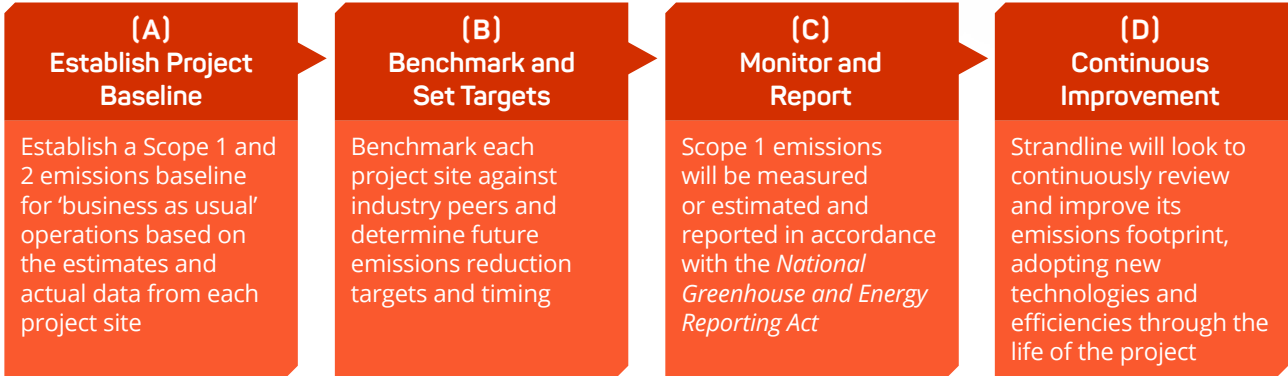 (A)
Establish Project
Baseline
Establish a Scope 1 and
2 emissions baseline
for ‘business as usual’
operations based on
the estimates and
actual data from each
project site
(B)
Benchmark and
Set Targets
Benchmark each
project site against
industry peers and
determine future
emissions reduction
targets and timing
(C)
Monitor and
Report
Scope 1 emissions
will be measured
or estimated and
reported in accordance
with the National
Greenhouse and Energy
Reporting Act
(D)
Continuous
Improvement
Strandline will look to
continuously review
and improve its
emissions footprint,
adopting new
technologies and
efficiencies through the
life of the project